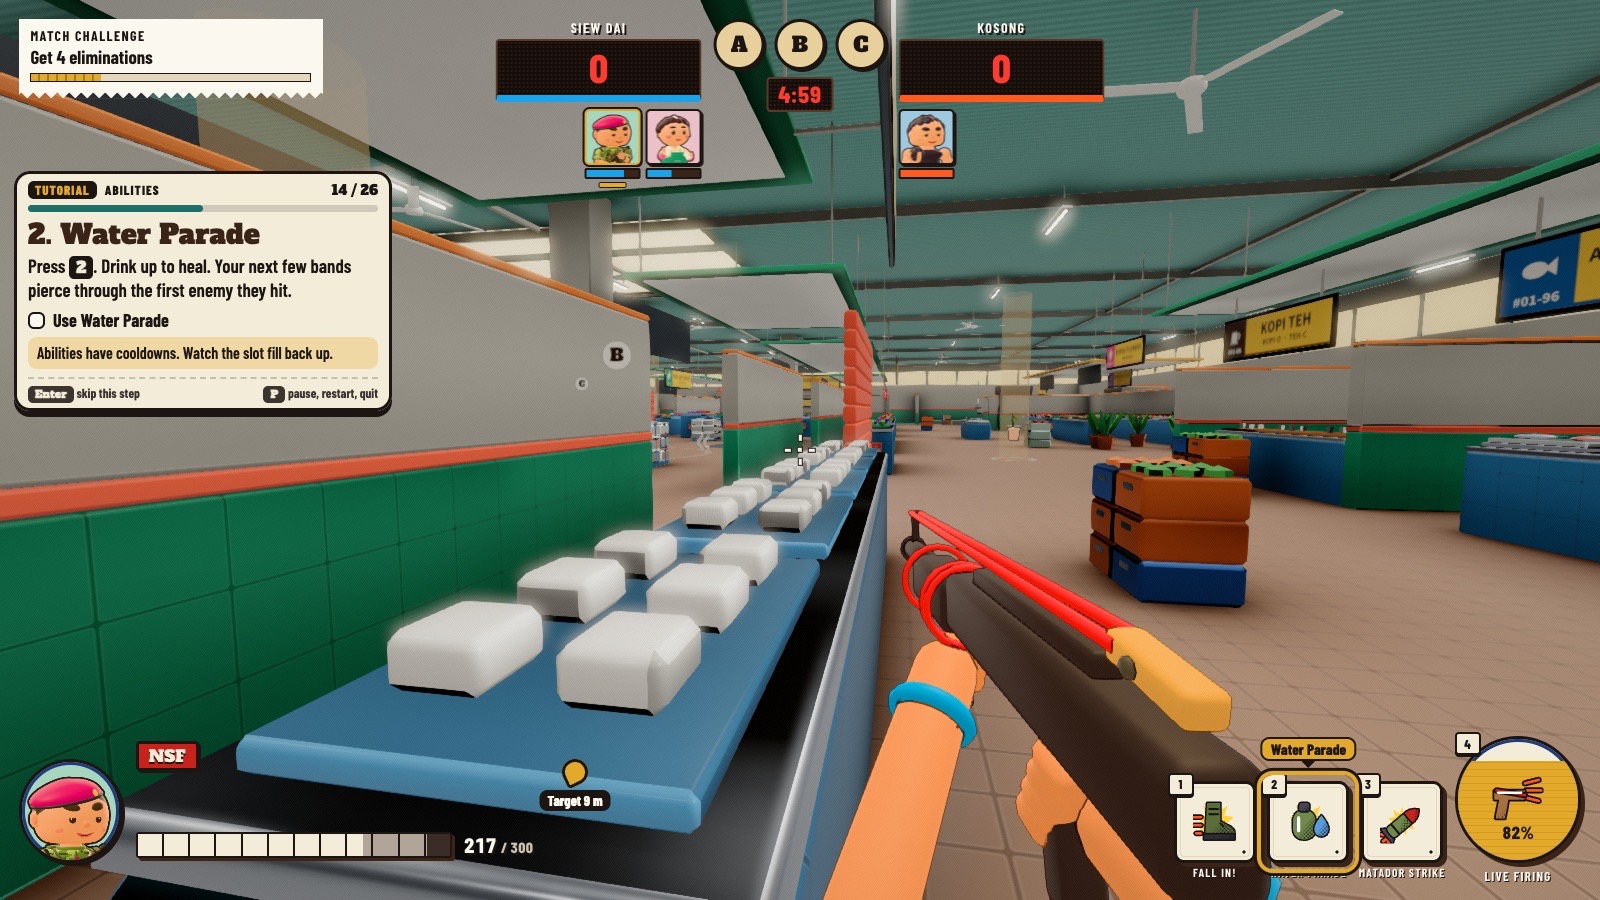 MATCH CHALLENGE
Get 4 eliminations
SIEW DAI
0
A
B
C
4:59
KOSONG
0
TUTORIAL ABILITIES 14 / 26
2. Water Parade
Press 2. Drink up to heal. Your next few bands
pierce through the first enemy they hit.
Use Water Parade
Abilities have cooldowns. Watch the slot fill back up.
Enter skip this step
P pause, restart, quit
B
C
#01-96
KOPI TEH
KOPI O · TEH C
NSF
Target 9 m
217 / 300
Water Parade
1
2
3
4
82%
FALL IN!
MATADOR STRIKE
LIVE FIRING